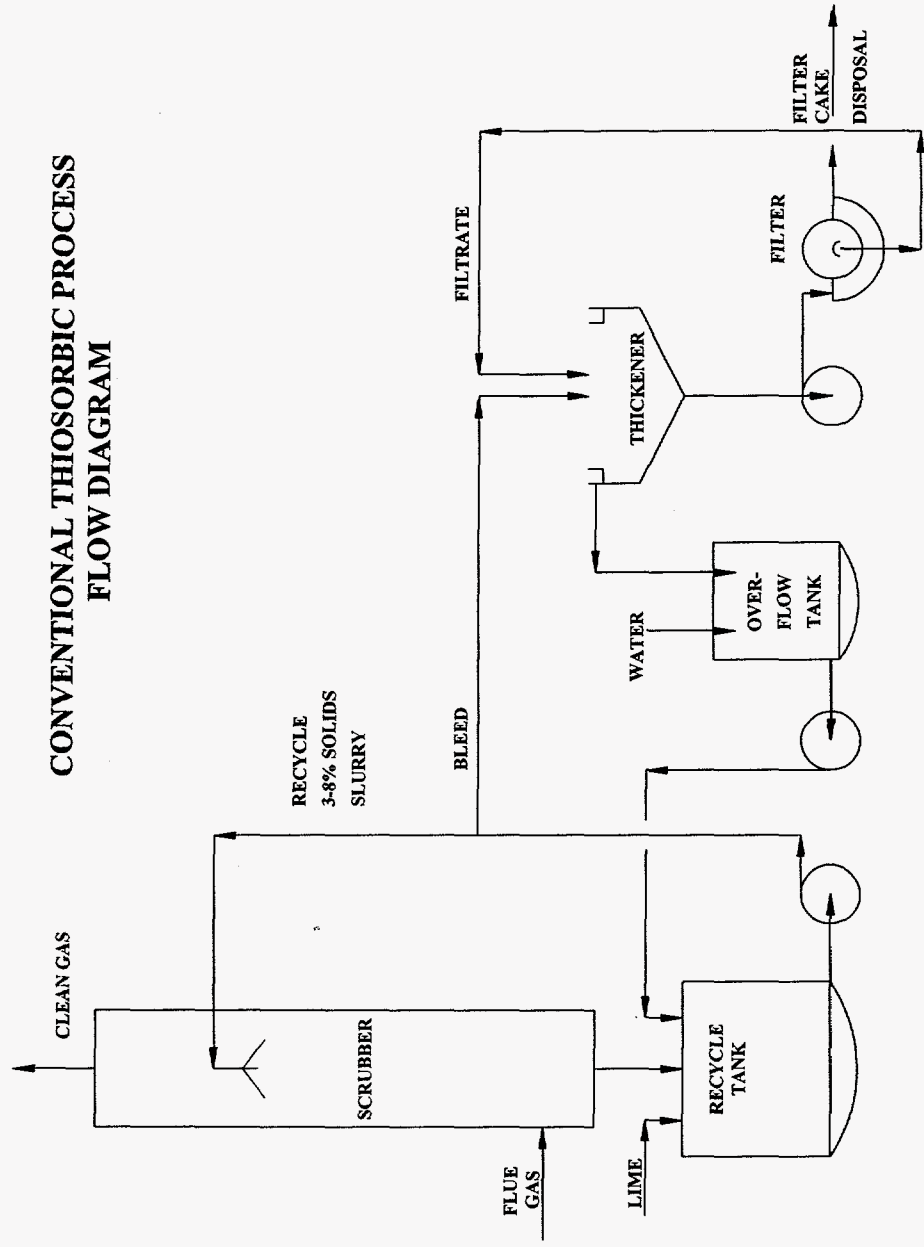 CONVENTIONAL THIOSORBIC PROCESS
FLOW DIAGRAM
CLEAN GAS
RECYCLE
3-8% SOLIDS
SLURRY
SCRUBBER
FLUE
GAS
LIME
RECYCLE
TANK
BLEED
WATER
OVER-
FLOW
TANK
THICKENER
FILTRATE
FILTER
FILTER
CAKE
DISPOSAL